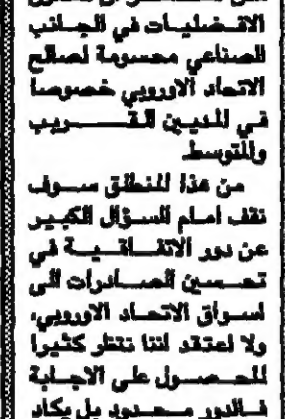 الافضليات في الجانب
الصناعي محسومة لصالح
الاتحاد الاوروبي خصوصا
في المديين القريب
والمتوسط.
من هذا المنطلق سوف
نقف امام السؤال الكبير
عن دور الاتفاقية في
تحسين الصادرات الى
اسواق الاتحاد الاوروبي،
ولا اعتقد اننا ننتظر كثيرا
للحصول على الاجابة
فالدور محدود بل يكاد